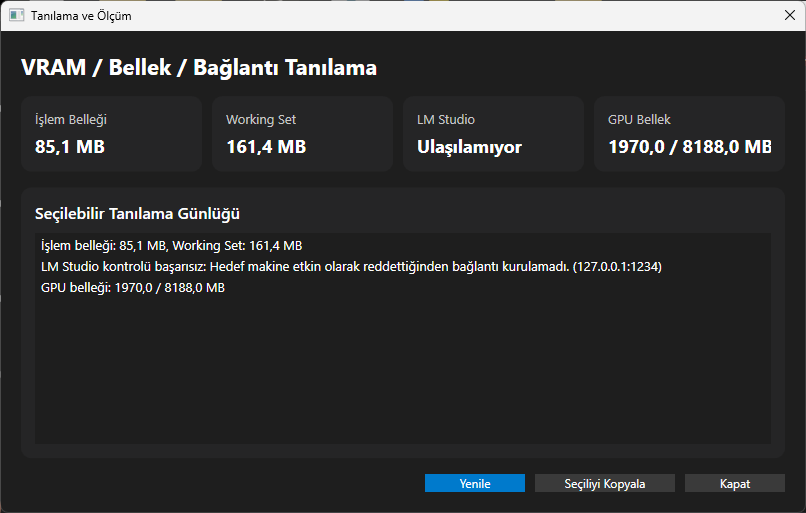 Tanılama ve Ölçüm
VRAM / Bellek / Bağlantı Tanılama
İşlem Belleği
85,1 MB
Working Set
161,4 MB
LM Studio
Ulaşılamıyor
GPU Bellek
1970,0 / 8188,0 MB
Seçilebilir Tanılama Günlüğü
İşlem belleği: 85,1 MB, Working Set: 161,4 MB
LM Studio kontrolü başarısız: Hedef makine etkin olarak reddettiğinden bağlantı kurulamadı. (127.0.0.1:1234)
GPU belleği: 1970,0 / 8188,0 MB
Yenile
Seçiliyi Kopyala
Kapat